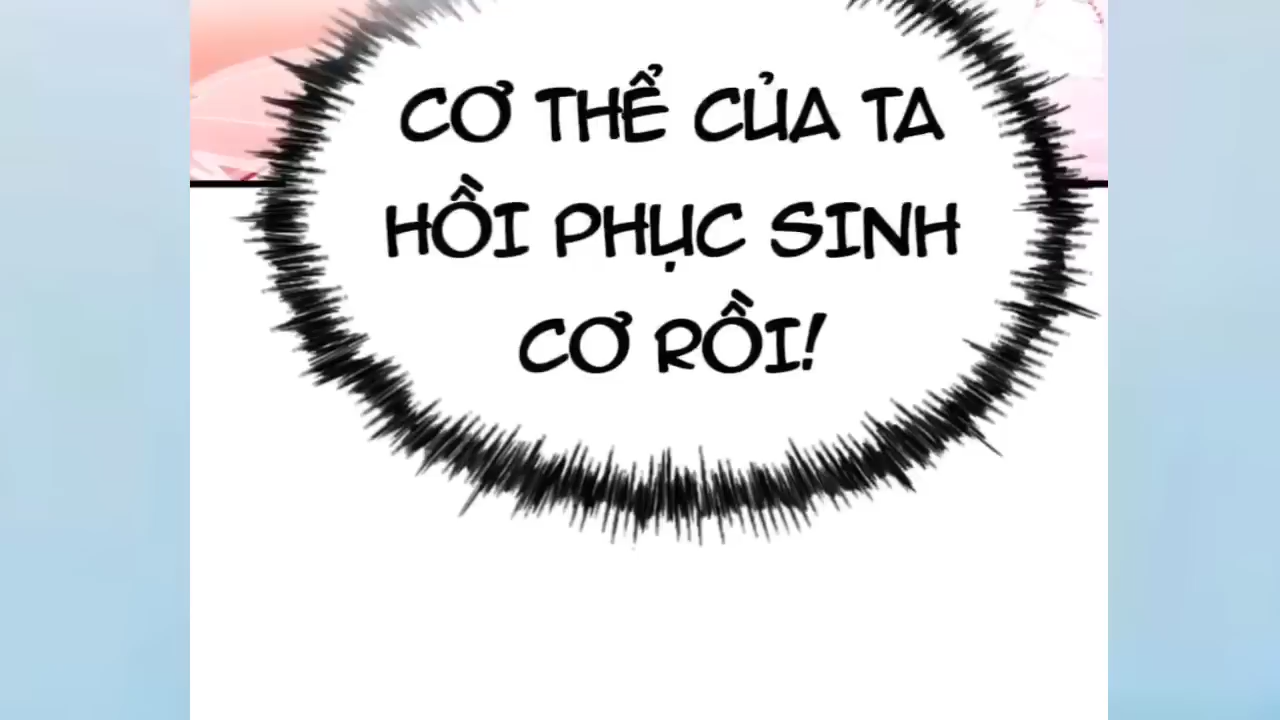 CƠ THỂ CỦA TA
HỒI PHỤC SINH
CƠ RỒI!